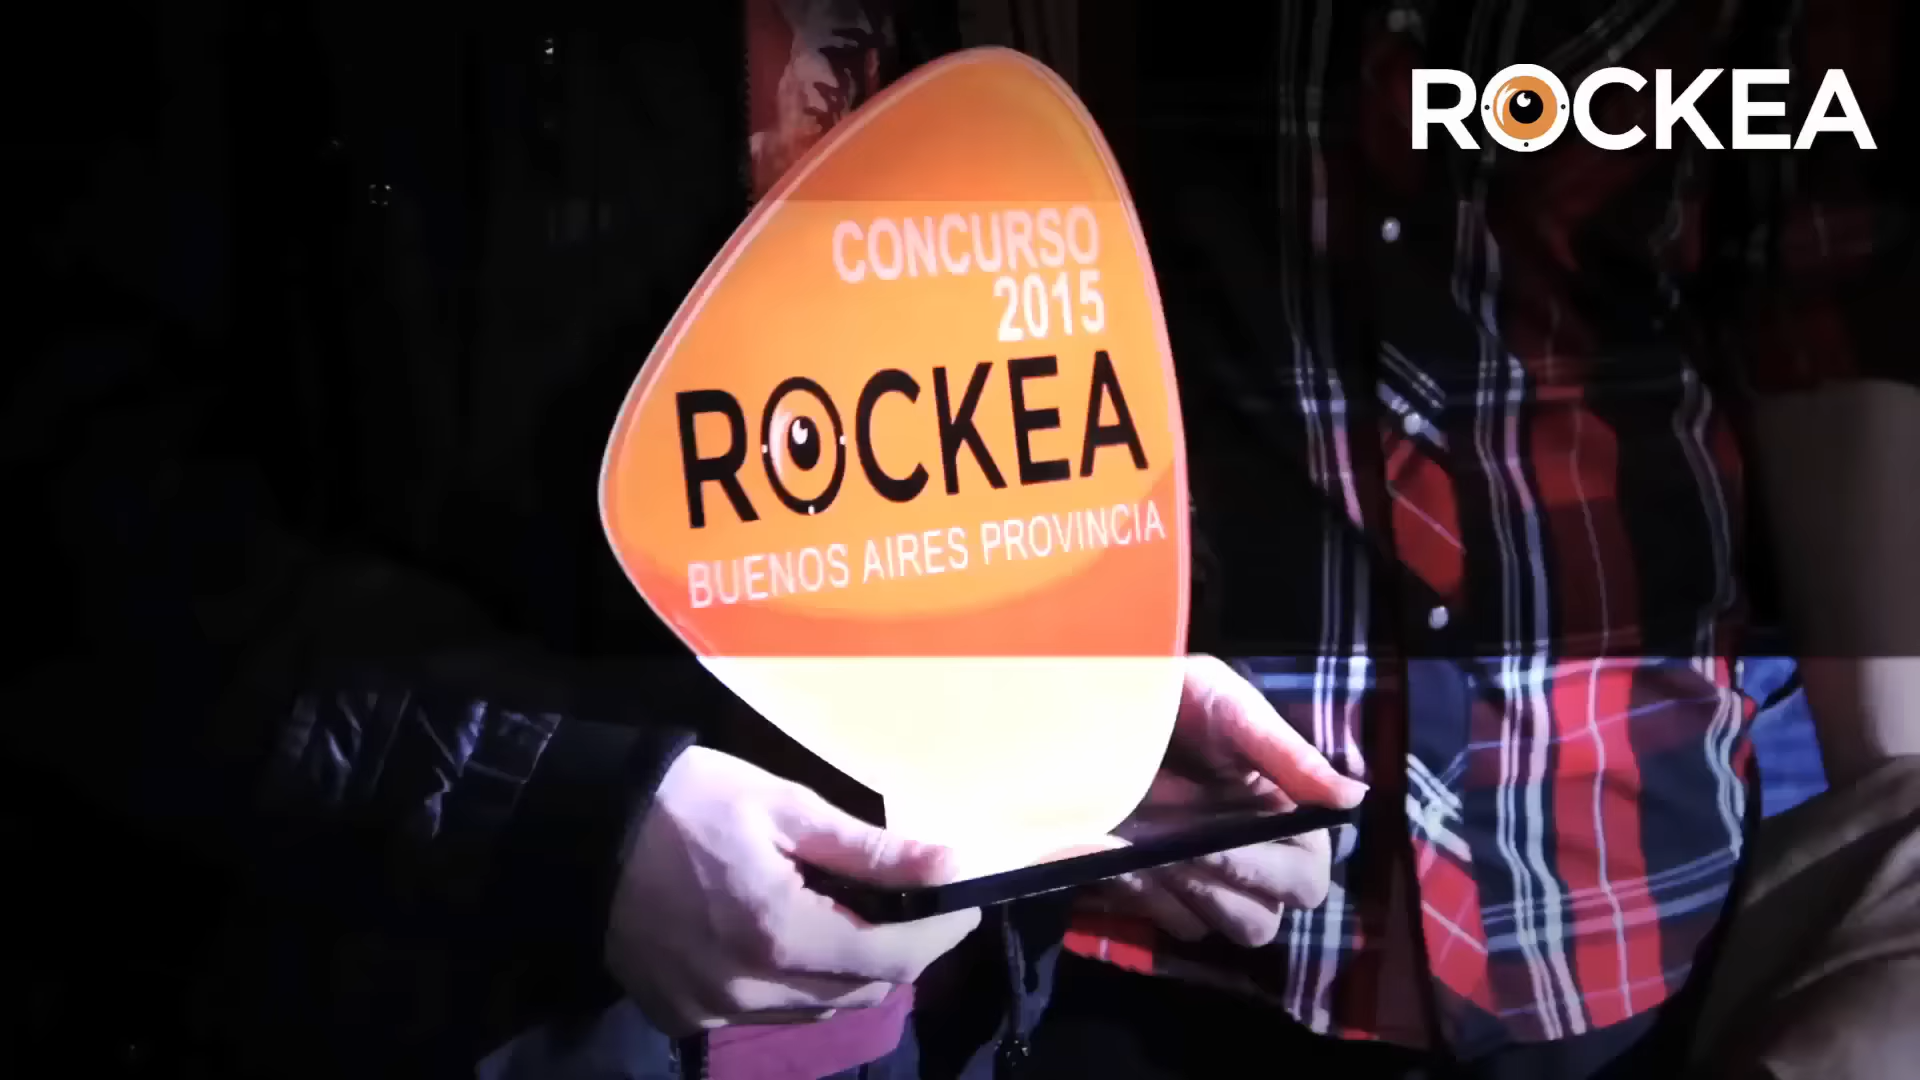 ROCKEA
CONCURSO
2015
ROCKEA
BUENOS AIRES PROVINCIA